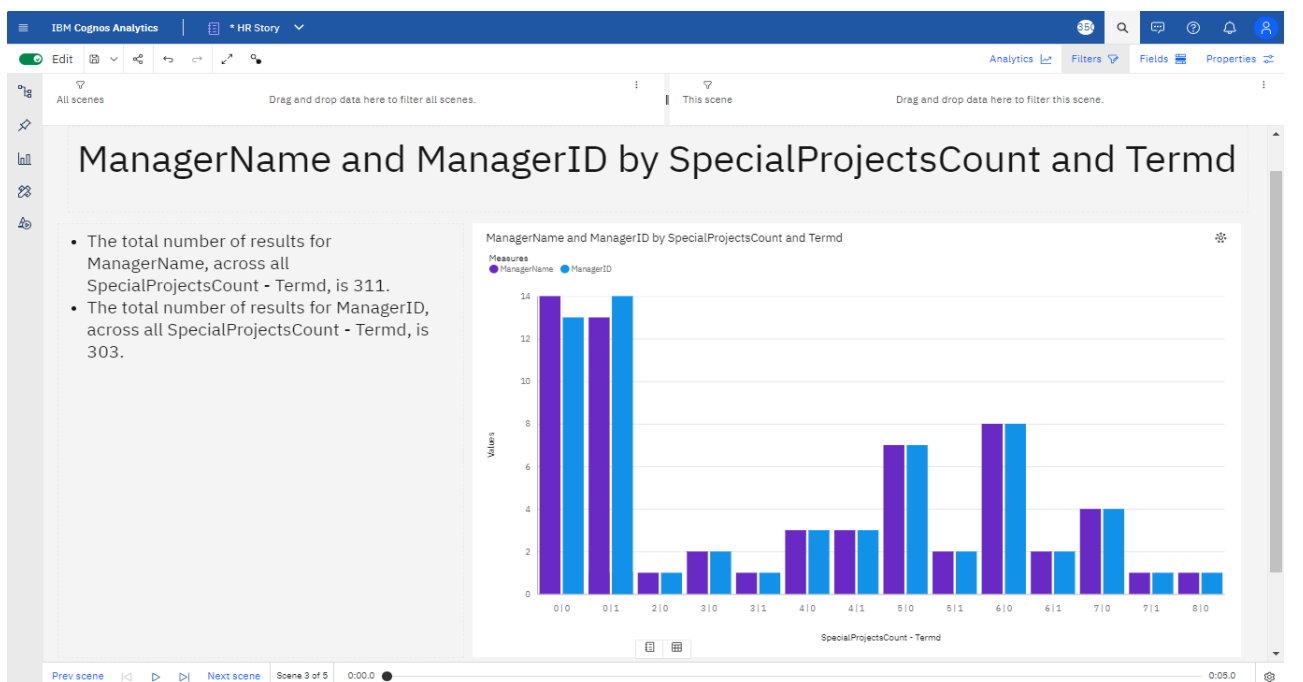 IBM Cognos Analytics
* HR Story
Edit
Analytics
Filters
Fields
Properties
All scenes
Drag and drop data here to filter all scenes.
This scene
Drag and drop data here to filter this scene.
ManagerName and ManagerID by SpecialProjectsCount and Termd
• The total number of results for
ManagerName, across all
SpecialProjectsCount - Termd, is 311.
• The total number of results for ManagerID,
across all SpecialProjectsCount - Termd, is
303.
ManagerName and ManagerID by SpecialProjectsCount and Termd
Measures
ManagerName
ManagerID
14
12
10
8
6
4
2
0
Values
0|0
0|1
2|0
3|0
3|1
4|0
4|1
5|0
5|1
6|0
6|1
7|0
7|1
8|0
SpecialProjectsCount - Termd
Prev scene
Next scene
Scene 3 of 5
0:00.0
0:05.0